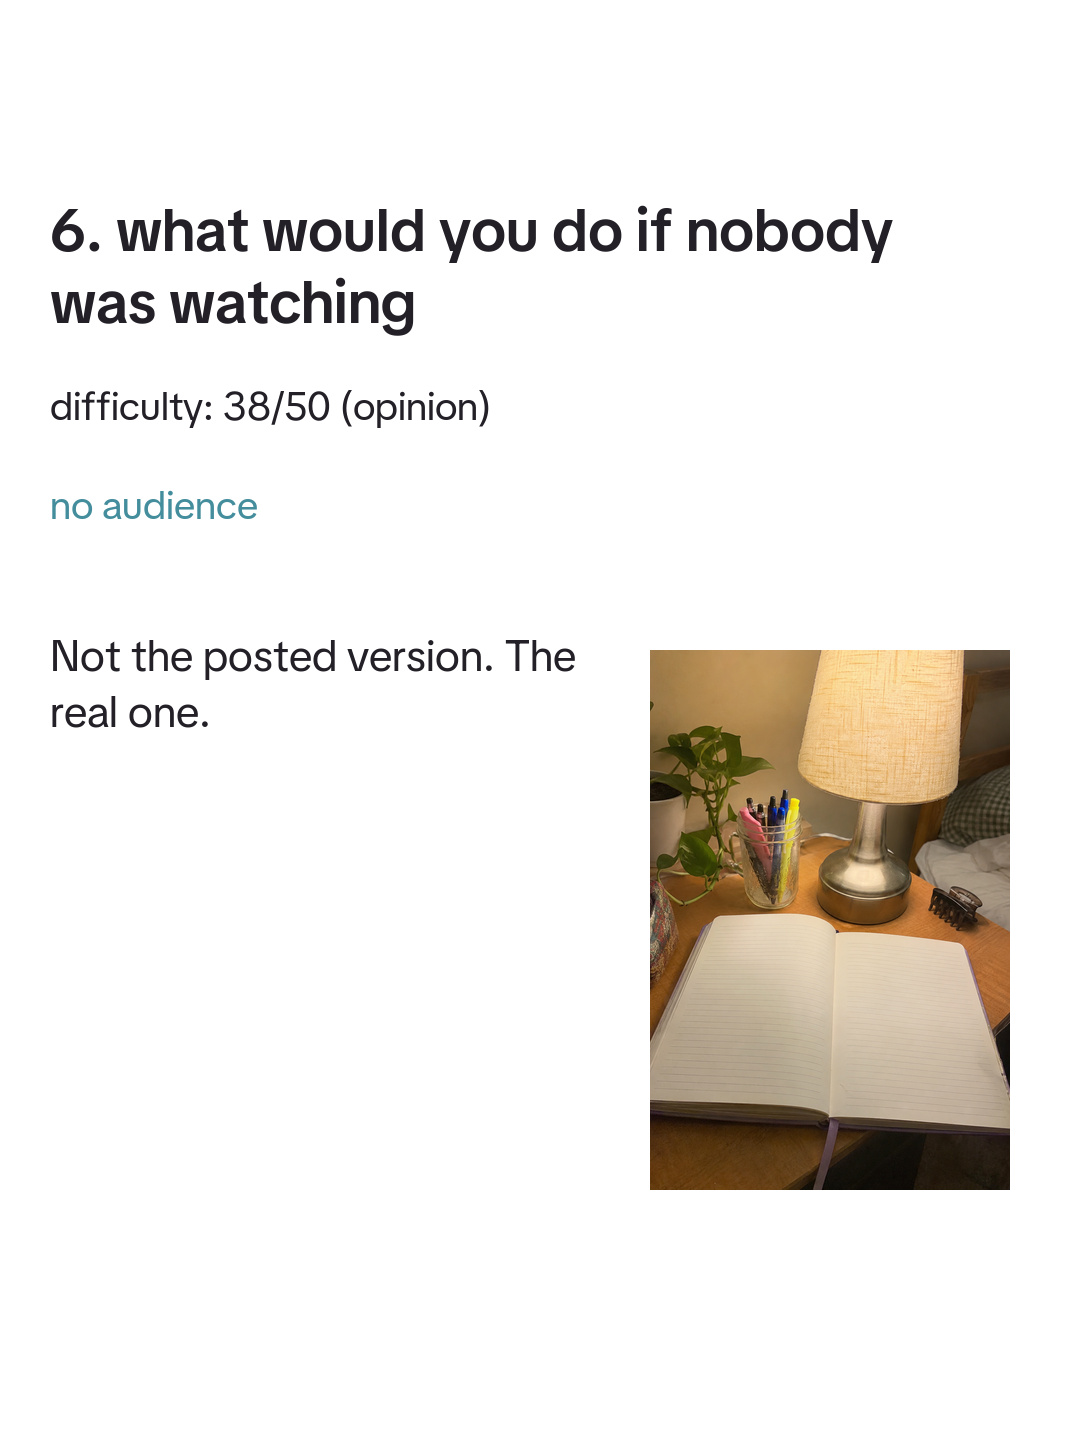 6. what would you do if nobody
was watching
difficulty: 38/50 (opinion)
no audience
Not the posted version. The
real one.